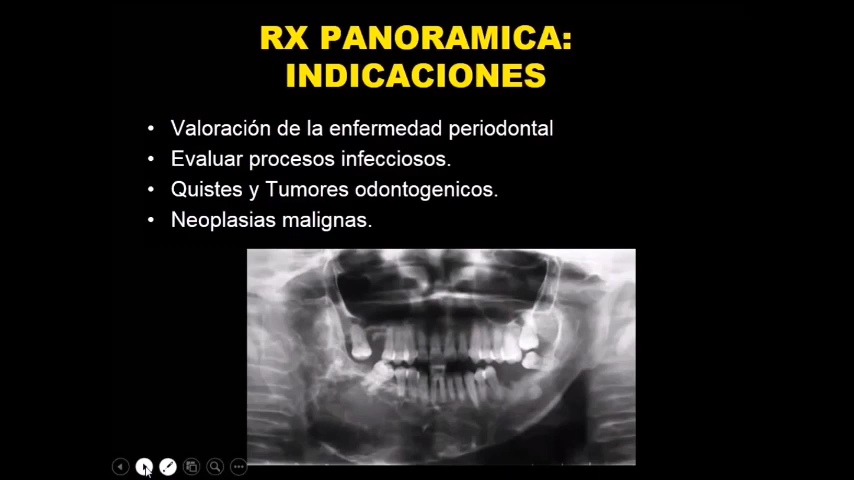 RX PANORAMICA:
INDICACIONES
• Valoración de la enfermedad periodontal
• Evaluar procesos infecciosos.
• Quistes y Tumores odontogenicos.
• Neoplasias malignas.